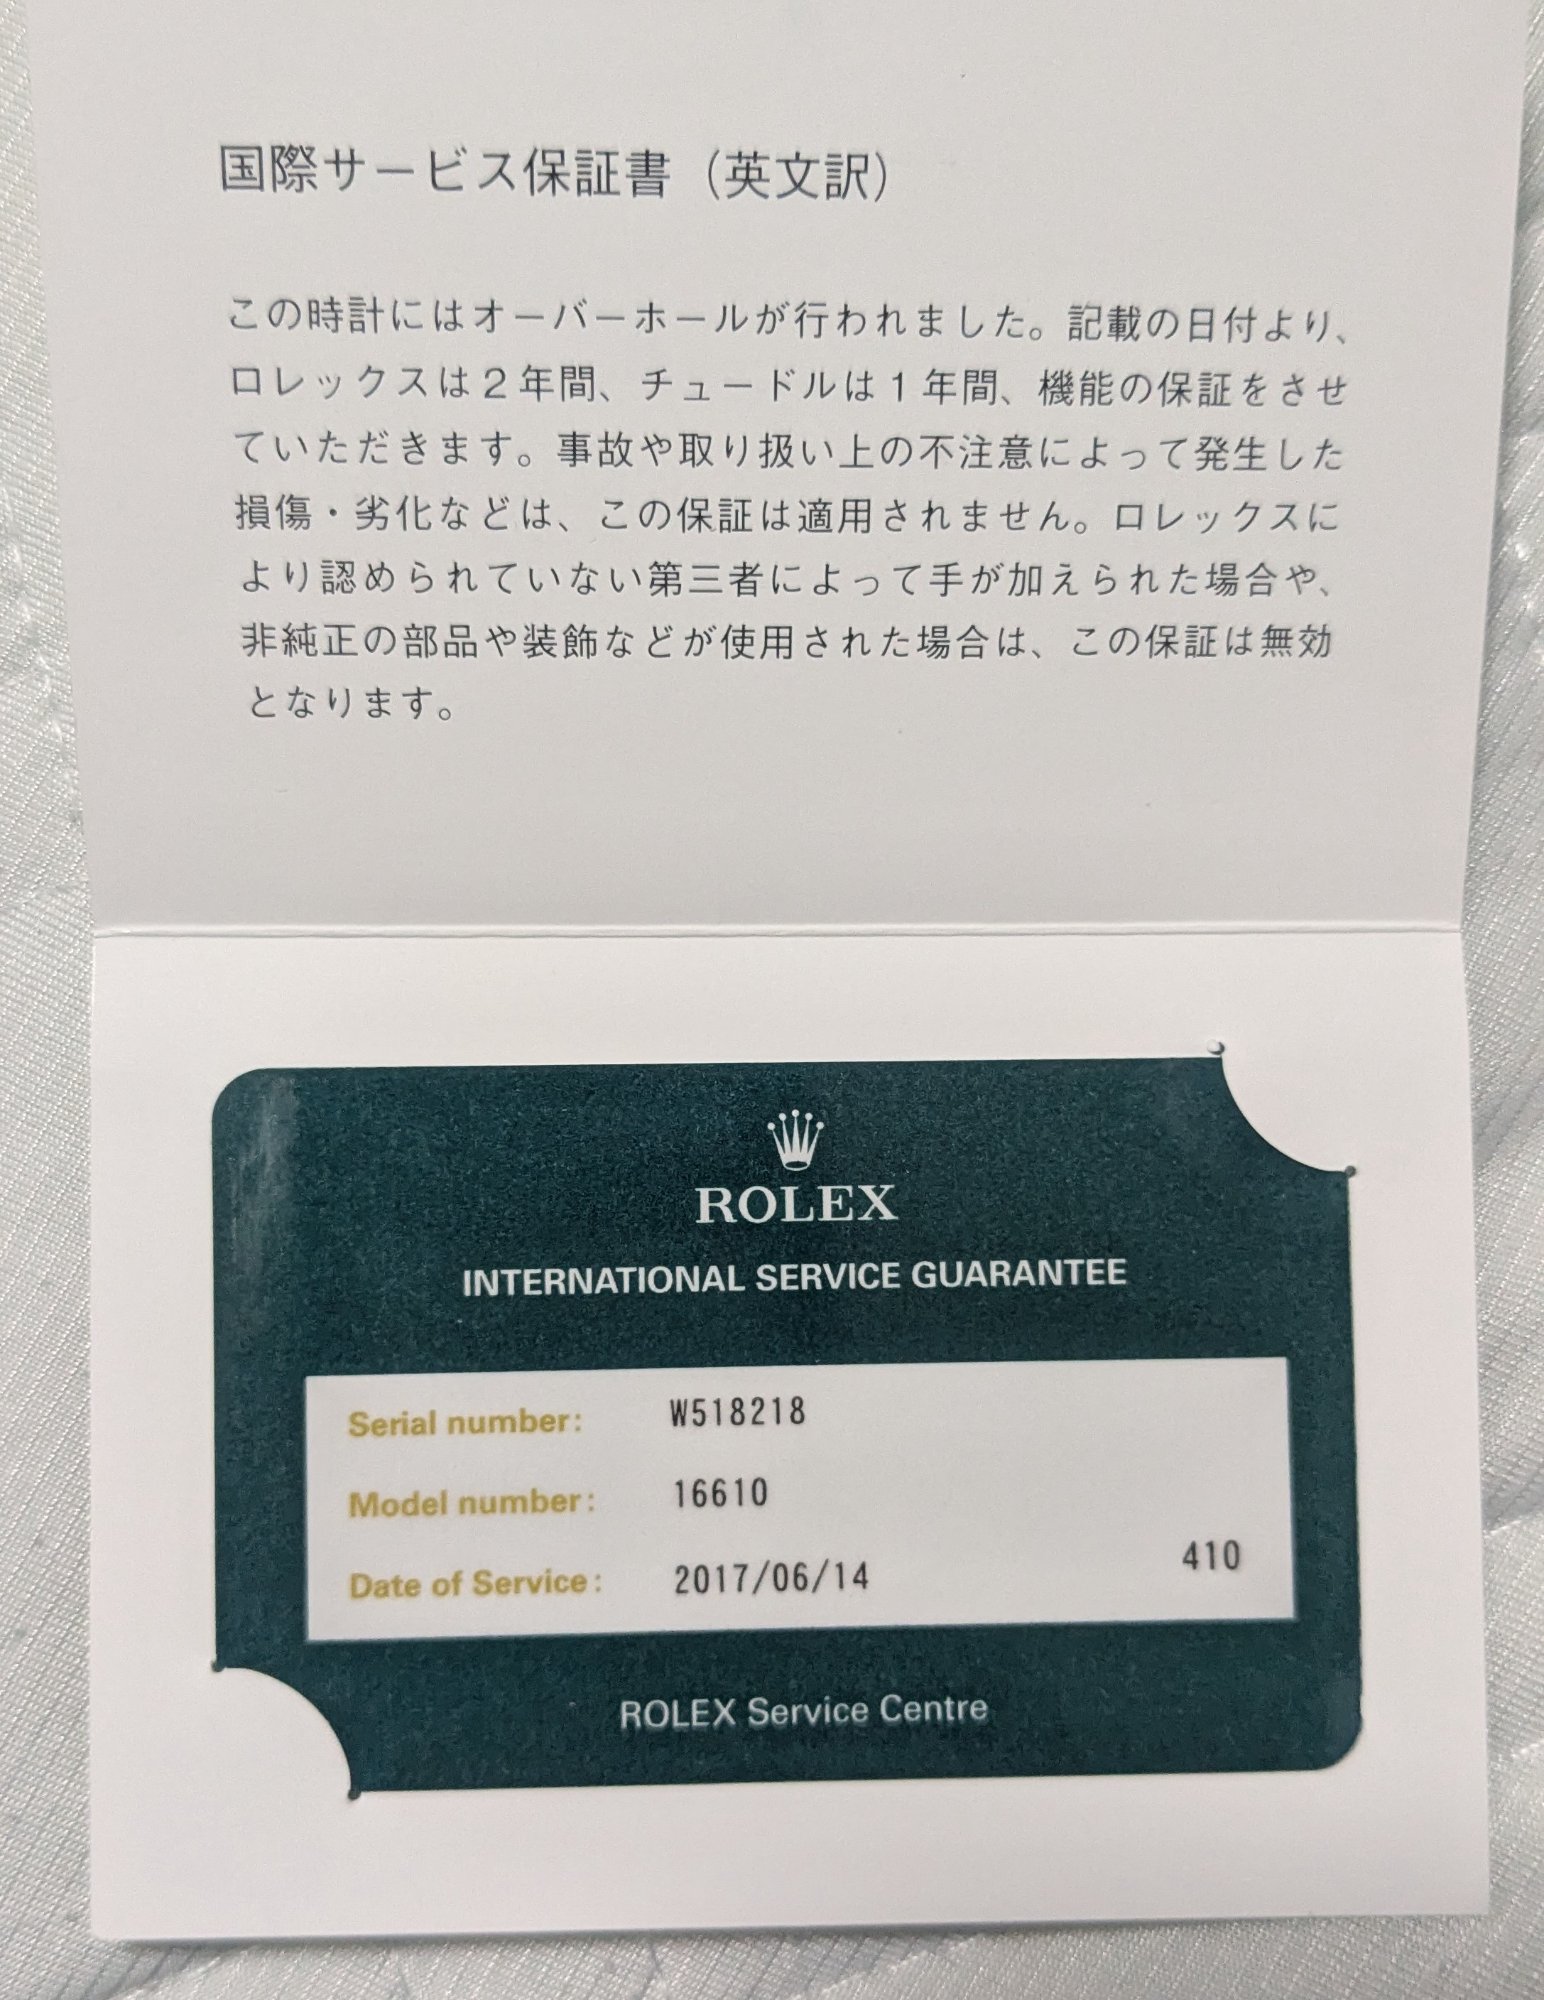 国際サービス保証書（英文訳）
この時計にはオーバーホールが行われました。記載の日付より、
ロレックスは２年間、チュードルは１年間、機能の保証をさせ
ていただきます。事故や取り扱い上の不注意によって発生した
損傷・劣化などは、この保証は適用されません。ロレックスに
より認められていない第三者によって手が加えられた場合や、
非純正の部品や装飾などが使用された場合は、この保証は無効
となります。
ROLEX
INTERNATIONAL SERVICE GUARANTEE
Serial number: W518218
Model number: 16610
Date of Service: 2017/06/14 410
ROLEX Service Centre